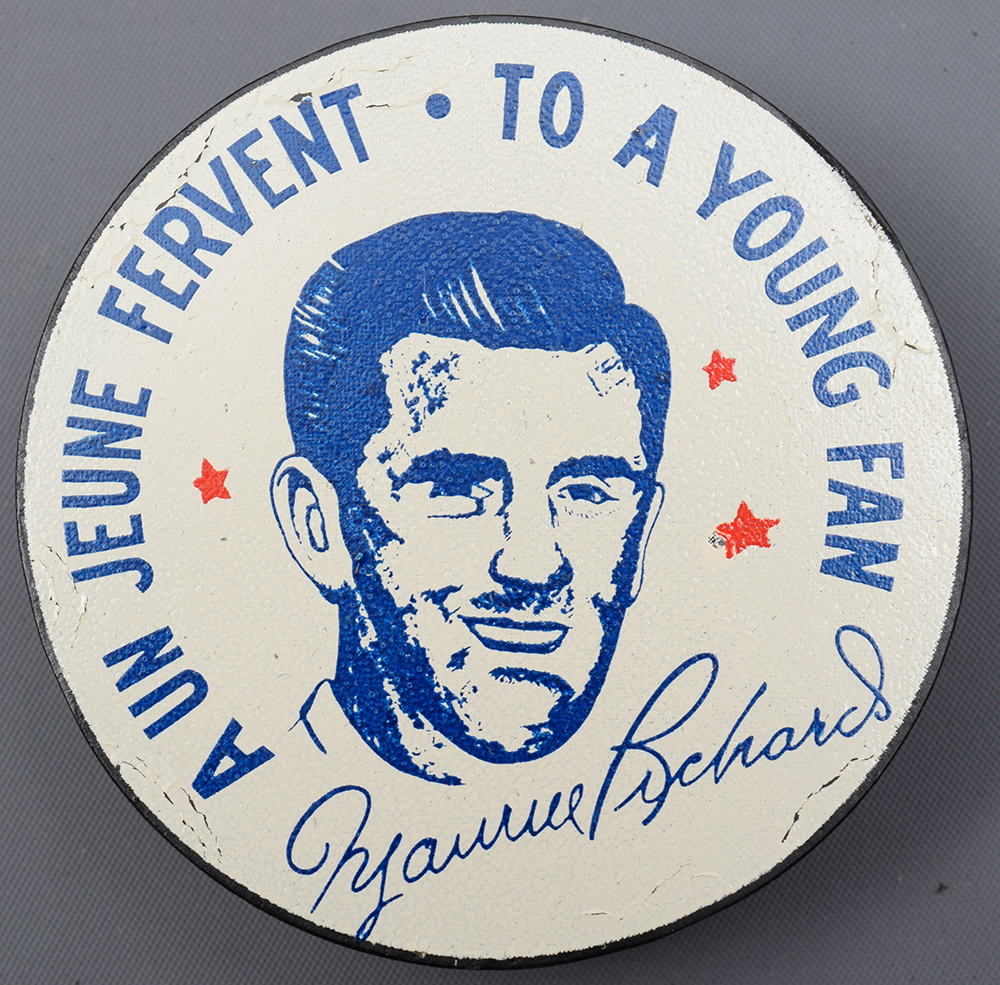 A UN JEUNE FERVENT • TO A YOUNG FAN
Maurice Richard